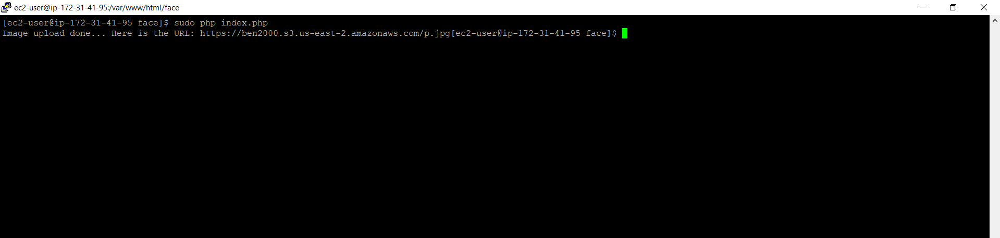 ec2-user@ip-172-31-41-95:/var/www/html/face
[ec2-user@ip-172-31-41-95 face]$ sudo php index.php
Image upload done... Here is the URL: https://ben2000.s3.us-east-2.amazonaws.com/p.jpg[ec2-user@ip-172-31-41-95 face]$